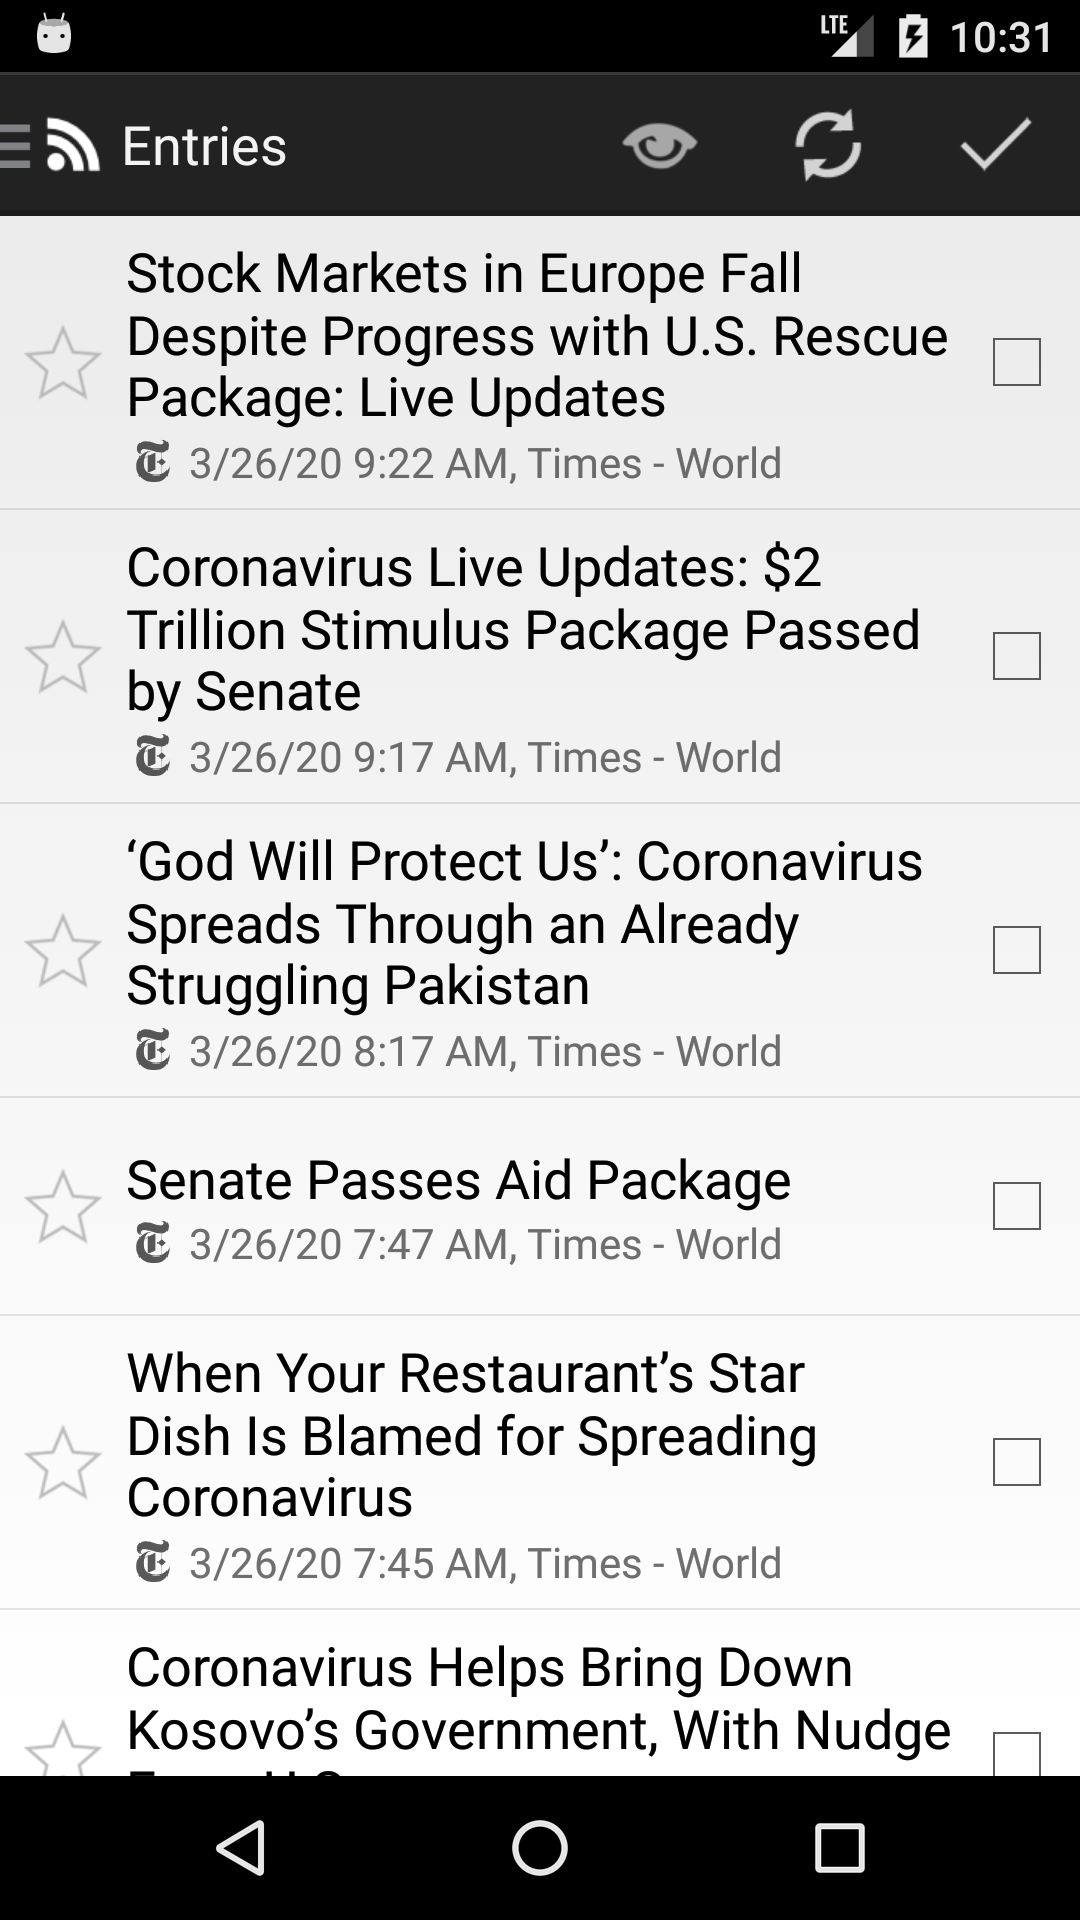 LTE 10:31
Entries
Stock Markets in Europe Fall
Despite Progress with U.S. Rescue
Package: Live Updates
3/26/20 9:22 AM, Times - World
Coronavirus Live Updates: $2
Trillion Stimulus Package Passed
by Senate
3/26/20 9:17 AM, Times - World
‘God Will Protect Us’: Coronavirus
Spreads Through an Already
Struggling Pakistan
3/26/20 8:17 AM, Times - World
Senate Passes Aid Package
3/26/20 7:47 AM, Times - World
When Your Restaurant’s Star
Dish Is Blamed for Spreading
Coronavirus
3/26/20 7:45 AM, Times - World
Coronavirus Helps Bring Down
Kosovo’s Government, With Nudge